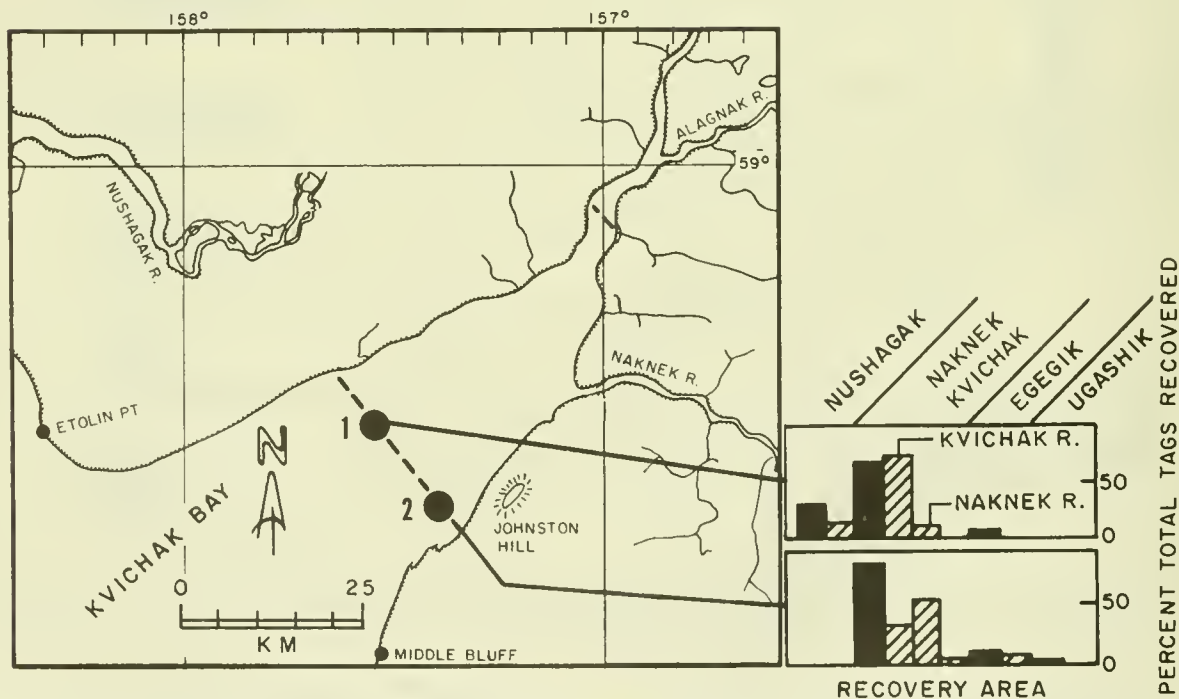 158°
157°
ALAGNAK R.
59°
NUSHAGAK R.
NAKNEK R.
ETOLIN PT
1
2
N
JOHNSTON
HILL
KVICHAK BAY
0 25
KM
MIDDLE BLUFF
NUSHAGAK
NAKNEK
KVICHAK
EGEGIK
UGASHIK
KVICHAK R.
50
NAKNEK R.
0
50
0
RECOVERY AREA
PERCENT TOTAL TAGS RECOVERED